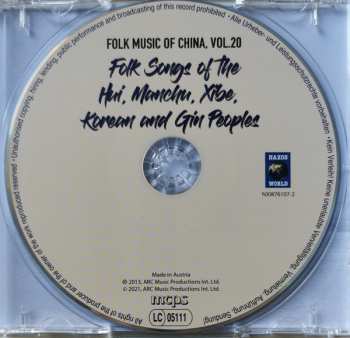 FOLK MUSIC OF CHINA, VOL.20
Folk Songs of the
Hui, Manchu, Xibe,
Korean and Gin Peoples
NAXOS
WORLD
NXW76107-2
Made in Austria
℗ 2013, ARC Music Productions Int. Ltd.
© 2021, ARC Music Productions Int. Ltd.
mcps
LC 05111
All rights of the producer and of the owner of the work reproduced reserved • Unauthorised copying, hiring, lending, public performance and broadcasting of this record prohibited • Alle Urheber- und Leistungsschutzrechte vorbehalten • Kein Verleih! Keine unerlaubte Vervielfältigung, Vermietung, Aufführung, Sendung!